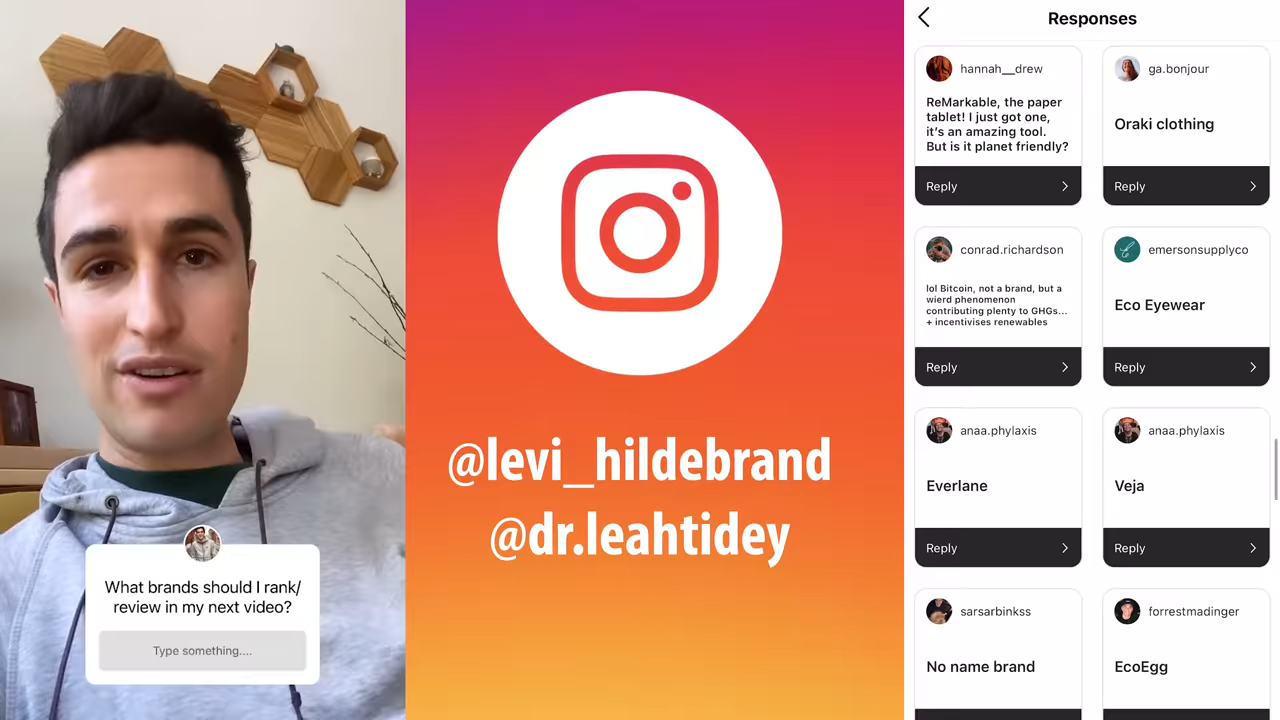 What brands should I rank/
review in my next video?
Type something....
@levi_hildebrand
@dr.leahtidey
Responses
hannah__drew
ReMarkable, the paper
tablet! I just got one,
it's an amazing tool.
But is it planet friendly?
Reply
ga.bonjour
Oraki clothing
Reply
conrad.richardson
lol Bitcoin, not a brand, but a
wierd phenomenon
contributing plenty to GHGs...
+ incentivises renewables
Reply
emersonsupplyco
Eco Eyewear
Reply
anaa.phylaxis
Everlane
Reply
anaa.phylaxis
Veja
Reply
sarsarbinkss
No name brand
forrestmadinger
EcoEgg